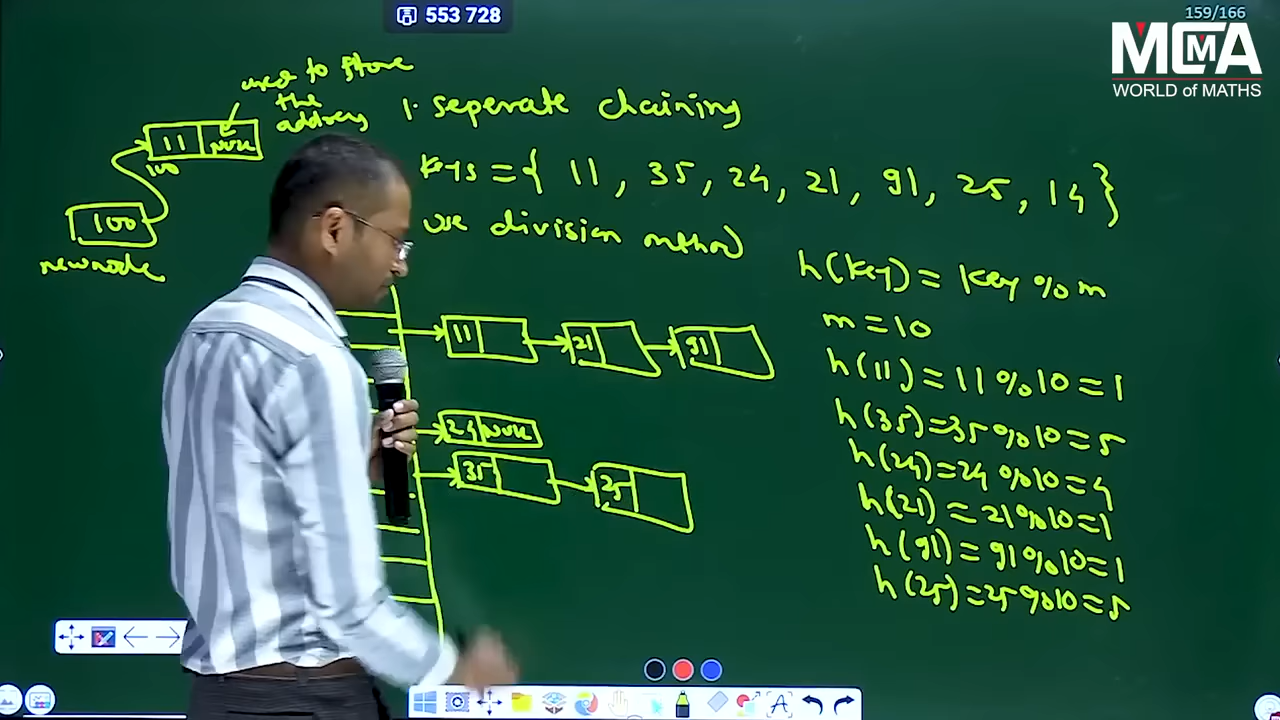 553 728
159/166
MCMA
WORLD of MATHS
used to store
the
address
11 NULL
100
100
newnode
1. seperate chaining
keys = { 11, 35, 24, 21, 91, 25, 14 }
use division method
h(key) = key % m
m = 10
h(11) = 11 % 10 = 1
h(35) = 35 % 10 = 5
h(24) = 24 % 10 = 4
h(21) = 21 % 10 = 1
h(91) = 91 % 10 = 1
h(25) = 25 % 10 = 5
11 21 91
24 NULL
35 25
A